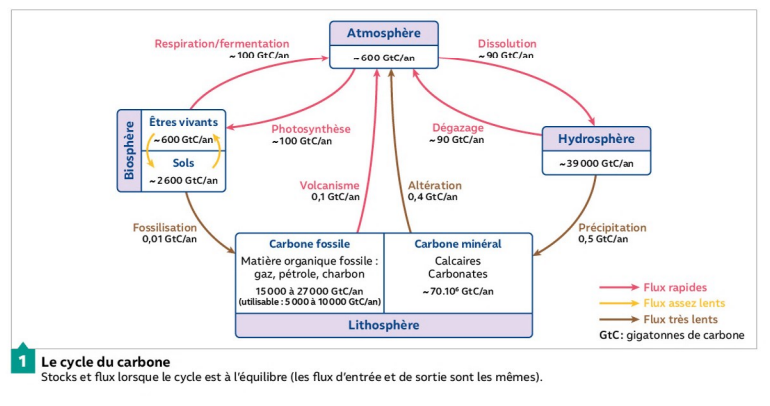 Atmosphère
~ 600 GtC/an
Respiration/fermentation
~ 100 GtC/an
Dissolution
~ 90 GtC/an
Biosphère
Êtres vivants
~ 600 GtC/an
Sols
~ 2 600 GtC/an
Photosynthèse
~ 100 GtC/an
Dégazage
~ 90 GtC/an
Hydrosphère
~ 39 000 GtC/an
Volcanisme
0,1 GtC/an
Altération
0,4 GtC/an
Fossilisation
0,01 GtC/an
Précipitation
0,5 GtC/an
Carbone fossile
Matière organique fossile :
gaz, pétrole, charbon
15 000 à 27 000 GtC/an
(utilisable : 5 000 à 10 000 GtC/an)
Carbone minéral
Calcaires
Carbonates
~ 70.10⁶ GtC/an
Lithosphère
Flux rapides
Flux assez lents
Flux très lents
GtC : gigatonnes de carbone
1 Le cycle du carbone
Stocks et flux lorsque le cycle est à l'équilibre (les flux d'entrée et de sortie sont les mêmes).